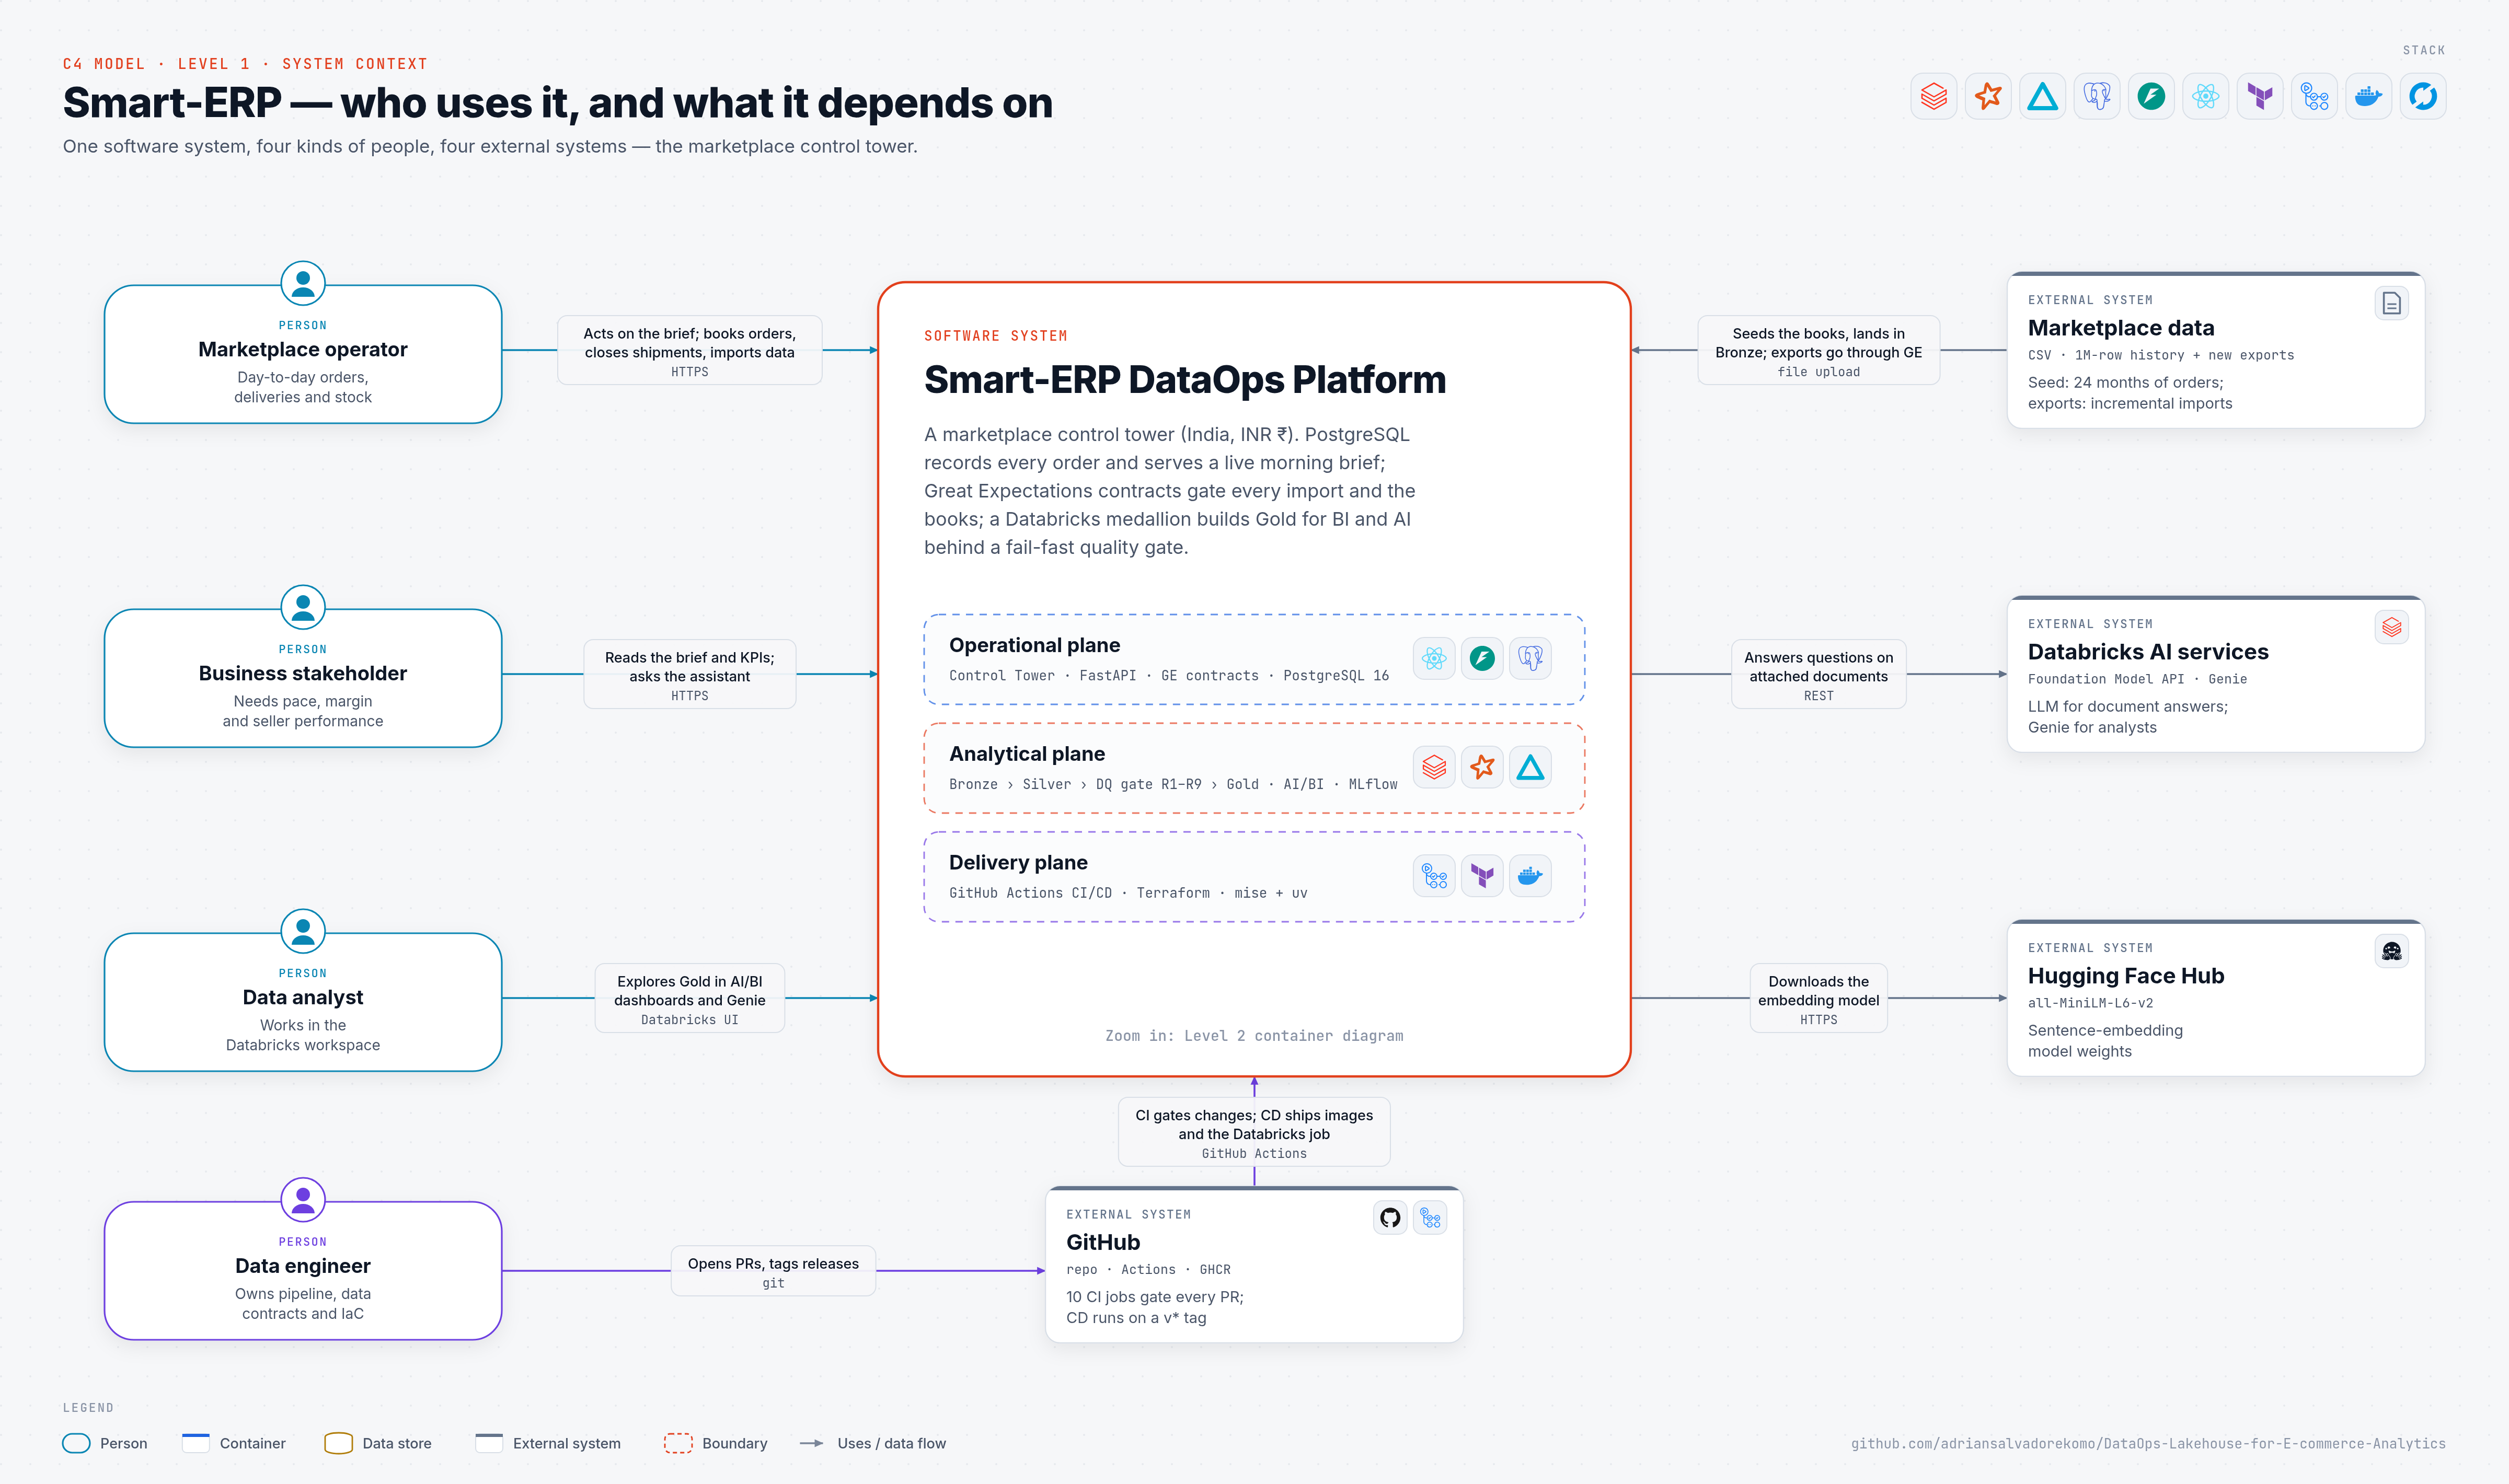 C4 MODEL · LEVEL 1 · SYSTEM CONTEXT
Smart-ERP — who uses it, and what it depends on
One software system, four kinds of people, four external systems — the marketplace control tower.
STACK
PERSON
Marketplace operator
Day-to-day orders,
deliveries and stock
Acts on the brief; books orders,
closes shipments, imports data
HTTPS
PERSON
Business stakeholder
Needs pace, margin
and seller performance
Reads the brief and KPIs;
asks the assistant
HTTPS
PERSON
Data analyst
Works in the
Databricks workspace
Explores Gold in AI/BI
dashboards and Genie
Databricks UI
PERSON
Data engineer
Owns pipeline, data
contracts and IaC
Opens PRs, tags releases
git
SOFTWARE SYSTEM
Smart-ERP DataOps Platform
A marketplace control tower (India, INR ₹). PostgreSQL
records every order and serves a live morning brief;
Great Expectations contracts gate every import and the
books; a Databricks medallion builds Gold for BI and AI
behind a fail-fast quality gate.
Operational plane
Control Tower · FastAPI · GE contracts · PostgreSQL 16
Analytical plane
Bronze › Silver › DQ gate R1–R9 › Gold · AI/BI · MLflow
Delivery plane
GitHub Actions CI/CD · Terraform · mise + uv
Zoom in: Level 2 container diagram
CI gates changes; CD ships images
and the Databricks job
GitHub Actions
EXTERNAL SYSTEM
GitHub
repo · Actions · GHCR
10 CI jobs gate every PR;
CD runs on a v* tag
Seeds the books, lands in
Bronze; exports go through GE
file upload
EXTERNAL SYSTEM
Marketplace data
CSV · 1M-row history + new exports
Seed: 24 months of orders;
exports: incremental imports
Answers questions on
attached documents
REST
EXTERNAL SYSTEM
Databricks AI services
Foundation Model API · Genie
LLM for document answers;
Genie for analysts
Downloads the
embedding model
HTTPS
EXTERNAL SYSTEM
Hugging Face Hub
all-MiniLM-L6-v2
Sentence-embedding
model weights
LEGEND
Person
Container
Data store
External system
Boundary
Uses / data flow
github.com/adriansalvadorekomo/DataOps-Lakehouse-for-E-commerce-Analytics